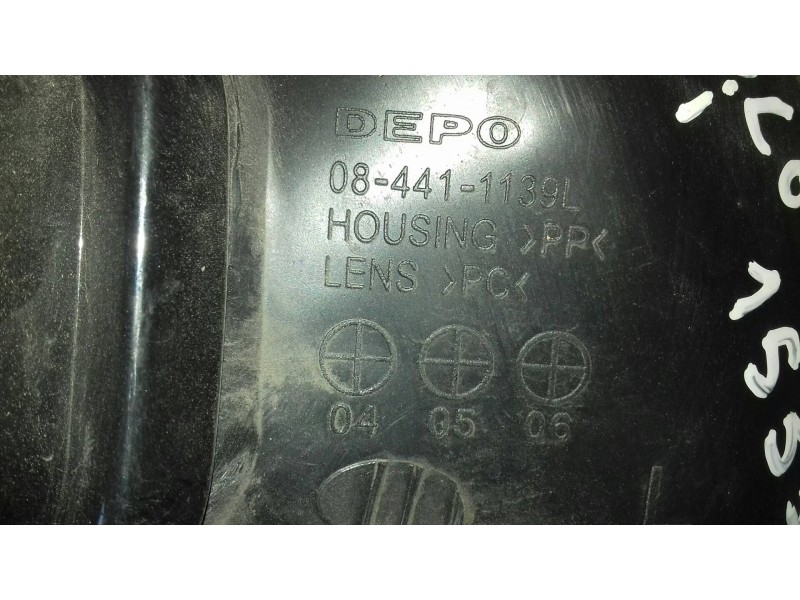 DEPO
08-441-1139L
HOUSING >PP<
LENS >PC<
04 05 06